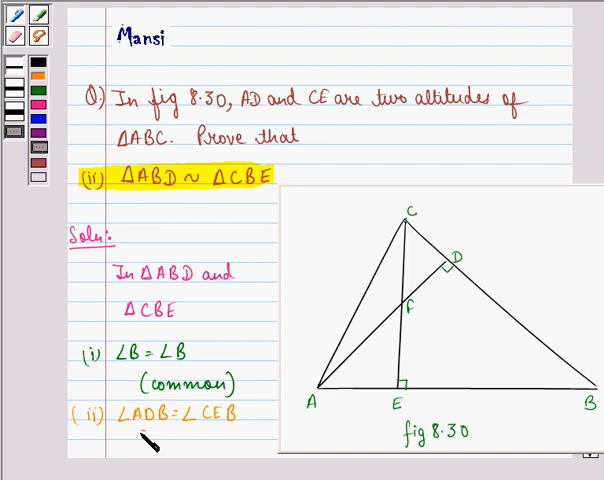 Mansi
Q.) In fig 8.30, AD and CE are two altitudes of
ΔABC. Prove that
(ii) ΔABD ~ ΔCBE
Soln:
In ΔABD and
ΔCBE
(i) ∠B = ∠B
(common)
(ii) ∠ADB = ∠CEB
C
D
F
A
E
B
fig 8.30